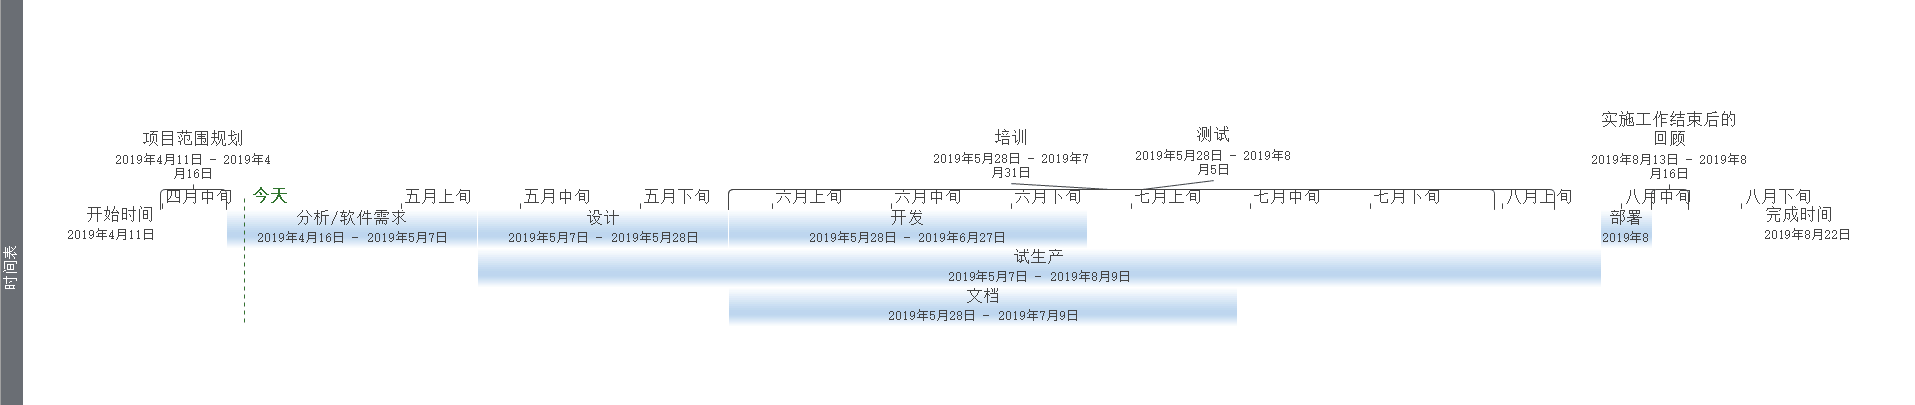 时间表
项目范围规划
2019年4月11日 - 2019年4
月16日
培训
2019年5月28日 - 2019年7
月31日
测试
2019年5月28日 - 2019年8
月5日
实施工作结束后的
回顾
2019年8月13日 - 2019年8
月16日
四月中旬
今天
五月上旬
五月中旬
五月下旬
六月上旬
六月中旬
六月下旬
七月上旬
七月中旬
七月下旬
八月上旬
八月中旬
八月下旬
开始时间
2019年4月11日
分析/软件需求
2019年4月16日 - 2019年5月7日
设计
2019年5月7日 - 2019年5月28日
开发
2019年5月28日 - 2019年6月27日
部署
2019年8
完成时间
2019年8月22日
试生产
2019年5月7日 - 2019年8月9日
文档
2019年5月28日 - 2019年7月9日